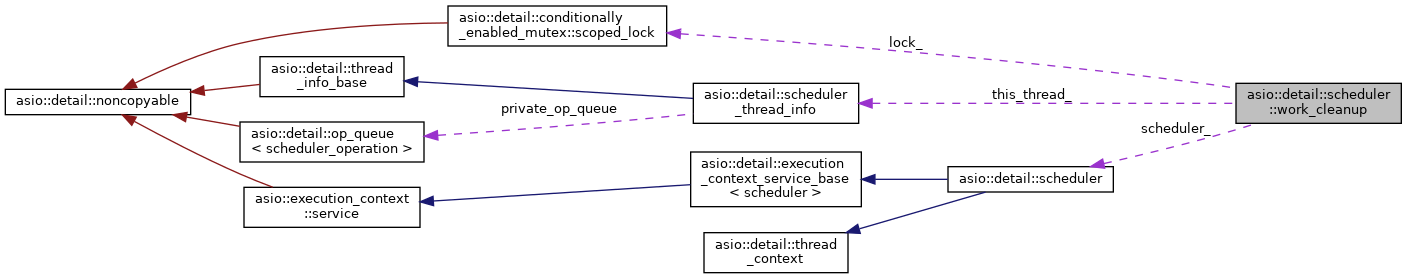 asio::detail::conditionally
_enabled_mutex::scoped_lock
lock_
asio::detail::thread
_info_base
asio::detail::noncopyable
asio::detail::scheduler
_thread_info
this_thread_
asio::detail::scheduler
::work_cleanup
private_op_queue
asio::detail::op_queue
< scheduler_operation >
scheduler_
asio::detail::execution
_context_service_base
< scheduler >
asio::detail::scheduler
asio::execution_context
::service
asio::detail::thread
_context